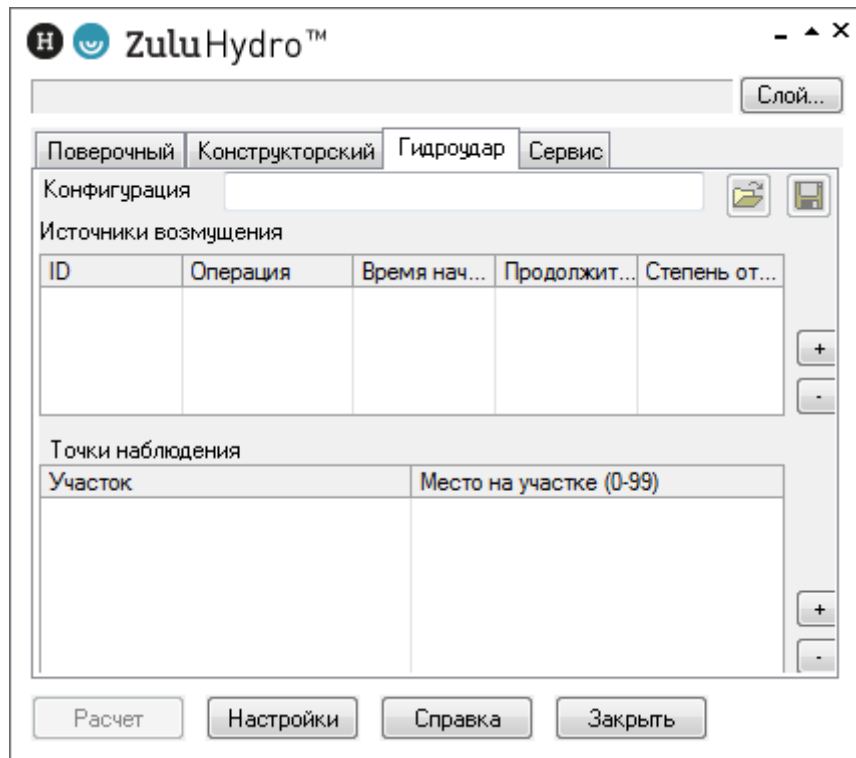 H ZuluHydro™
Слой...
Поверочный Конструкторский Гидроудар Сервис
Конфигурация
Источники возмущения
ID Операция Время нач... Продолжит... Степень от...
+
-
Точки наблюдения
Участок Место на участке (0-99)
+
-
Расчет Настройки Справка Закрыть